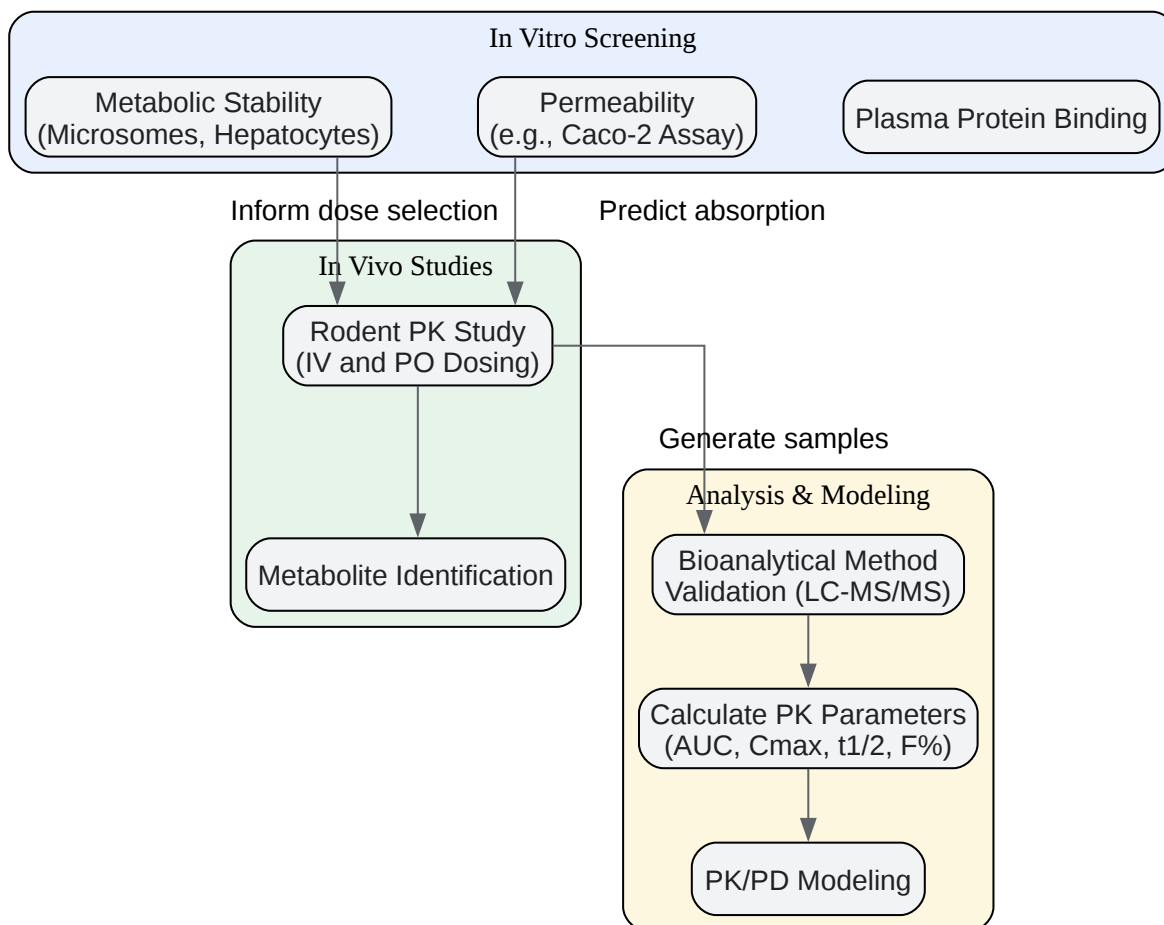 In Vitro Screening
Metabolic Stability
(Microsomes, Hepatocytes)
Permeability
(e.g., Caco-2 Assay)
Plasma Protein Binding
Inform dose selection
Predict absorption
In Vivo Studies
Rodent PK Study
(IV and PO Dosing)
Generate samples
Metabolite Identification
Analysis & Modeling
Bioanalytical Method
Validation (LC-MS/MS)
Calculate PK Parameters
(AUC, Cmax, t1/2, F%)
PK/PD Modeling